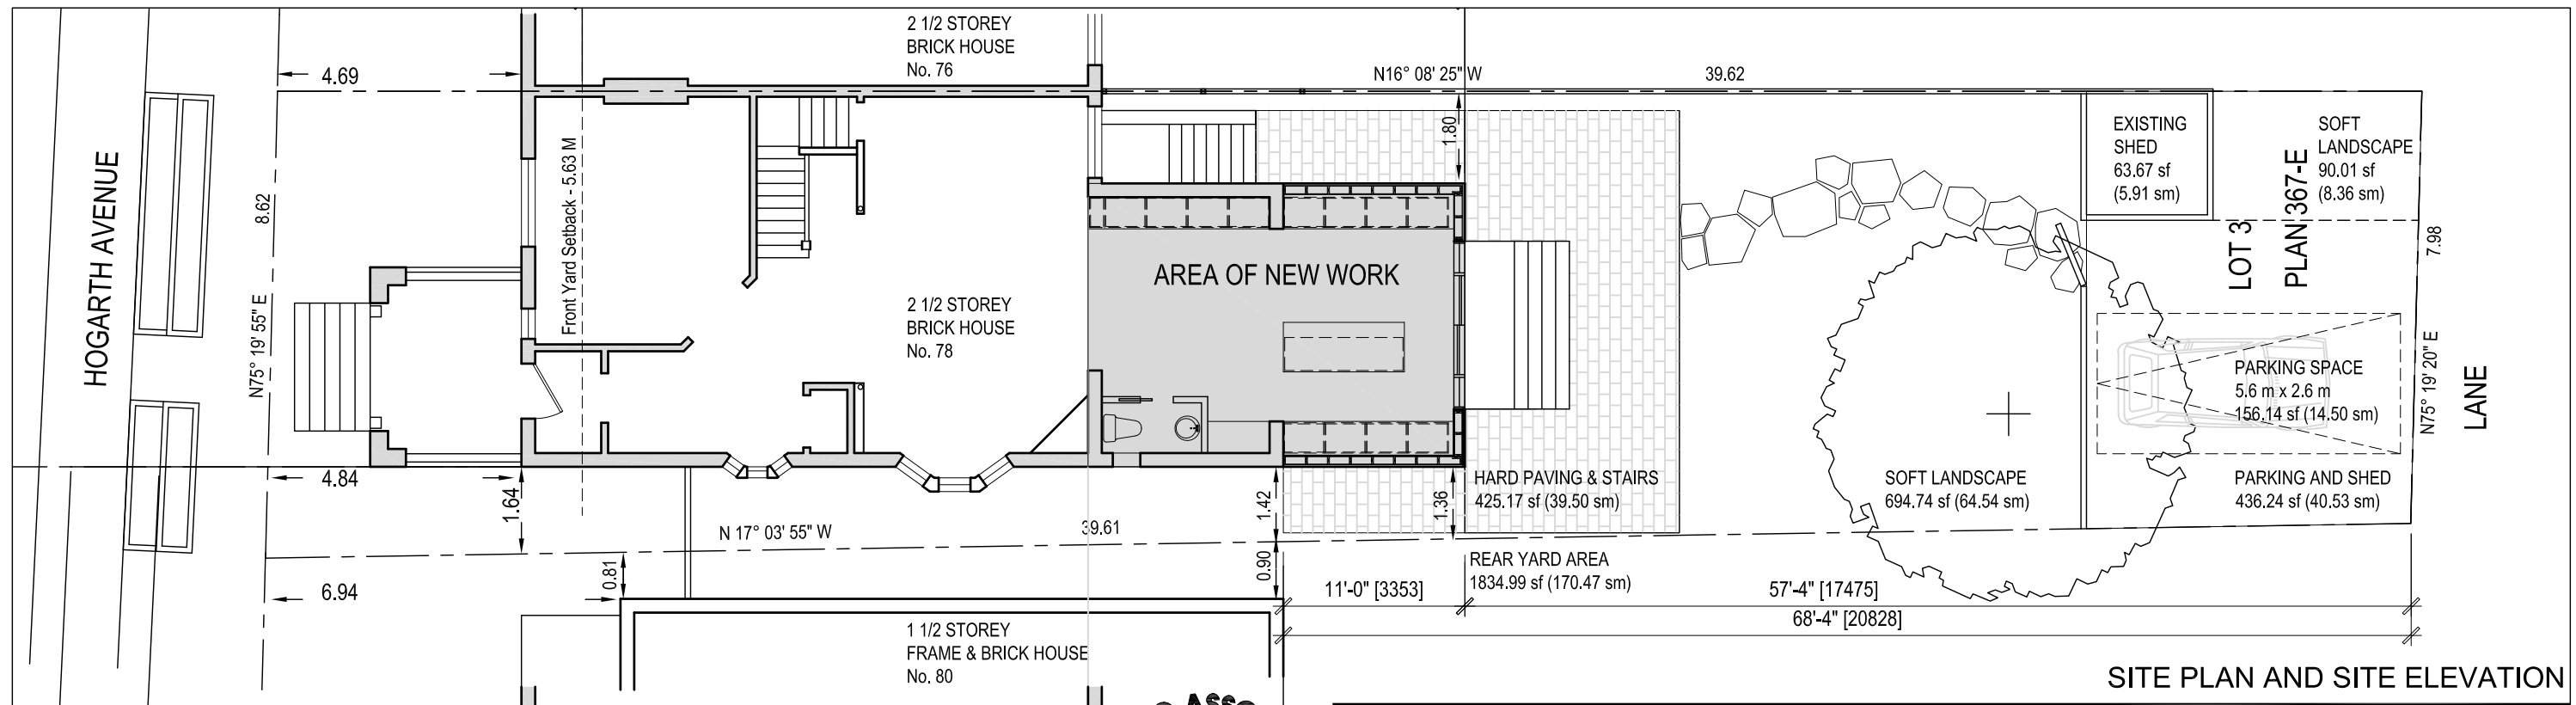 2 1/2 STOREY
BRICK HOUSE
No. 76
4.69
N16° 08' 25" W
39.62
HOGARTH AVENUE
8.62
N75° 19' 55" E
Front Yard Setback - 5.63 M
1.80
EXISTING
SHED
63.67 sf
(5.91 sm)
SOFT
LANDSCAPE
90.01 sf
(8.36 sm)
LOT 3
PLAN 367-E
7.98
N75° 19' 20" E
LANE
AREA OF NEW WORK
2 1/2 STOREY
BRICK HOUSE
No. 78
PARKING SPACE
5.6 m x 2.6 m
156.14 sf (14.50 sm)
4.84
1.64
1.42
1.36
HARD PAVING & STAIRS
425.17 sf (39.50 sm)
SOFT LANDSCAPE
694.74 sf (64.54 sm)
PARKING AND SHED
436.24 sf (40.53 sm)
N 17° 03' 55" W
39.61
0.81
0.90
REAR YARD AREA
1834.99 sf (170.47 sm)
6.94
11'-0" [3353]
57'-4" [17475]
68'-4" [20828]
1 1/2 STOREY
FRAME & BRICK HOUSE
No. 80
SITE PLAN AND SITE ELEVATION